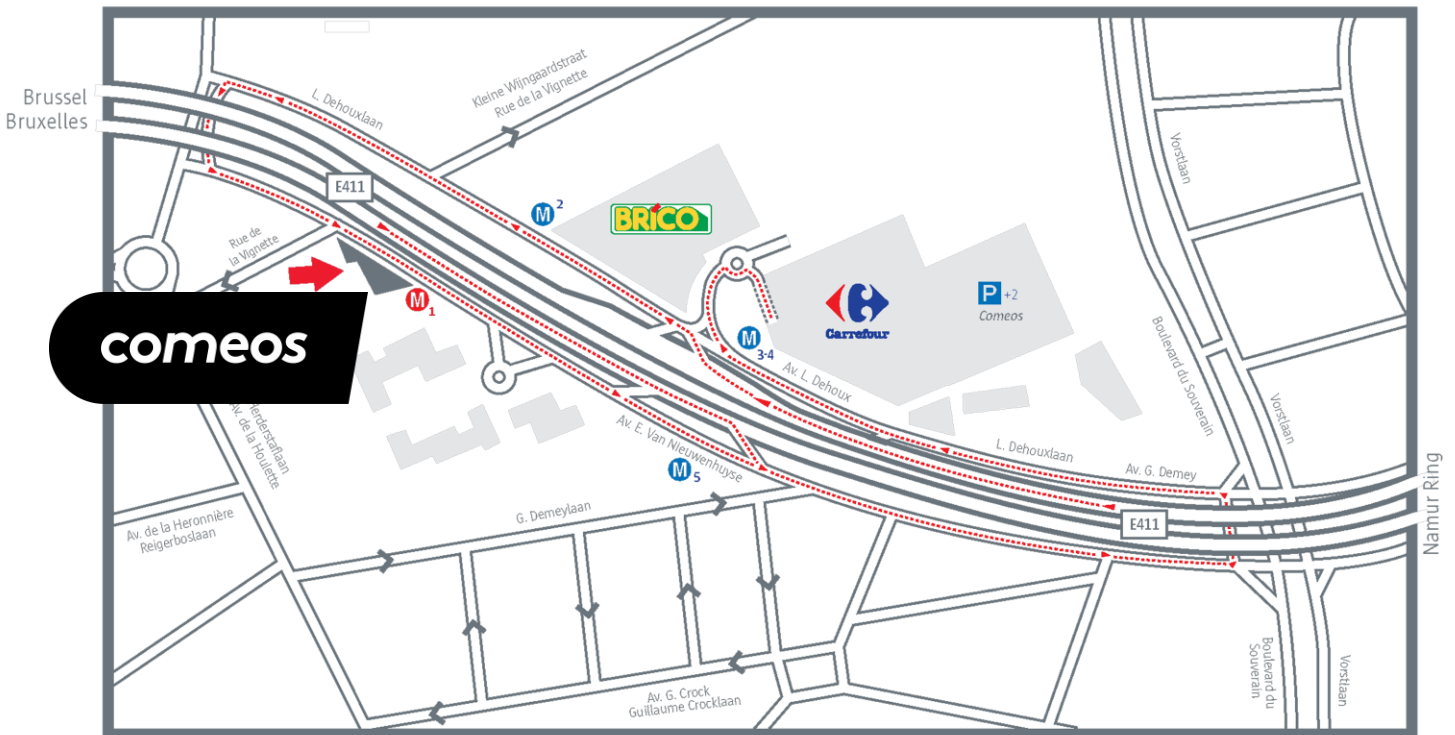 Brussel
Bruxelles
L. Dehouxlaan
Kleine Wijngaardstraat
Rue de la Vignette
E411
Rue de
la Vignette
M 2
BRICO
M 1
comeos
Carrefour
P +2
Comeos
M 3-4
Av. L. Dehoux
Vorstlaan
Boulevard du Souverain
Vorstlaan
Herderstaflaan
Av. de la Houlette
Av. E. Van Nieuwenhuyse
M 5
L. Dehouxlaan
Av. G. Demey
E411
Namur Ring
Av. de la Heronnière
Reigerboslaan
G. Demeylaan
Av. G. Crock
Guillaume Crocklaan
Boulevard du
Souverain
Vorstlaan